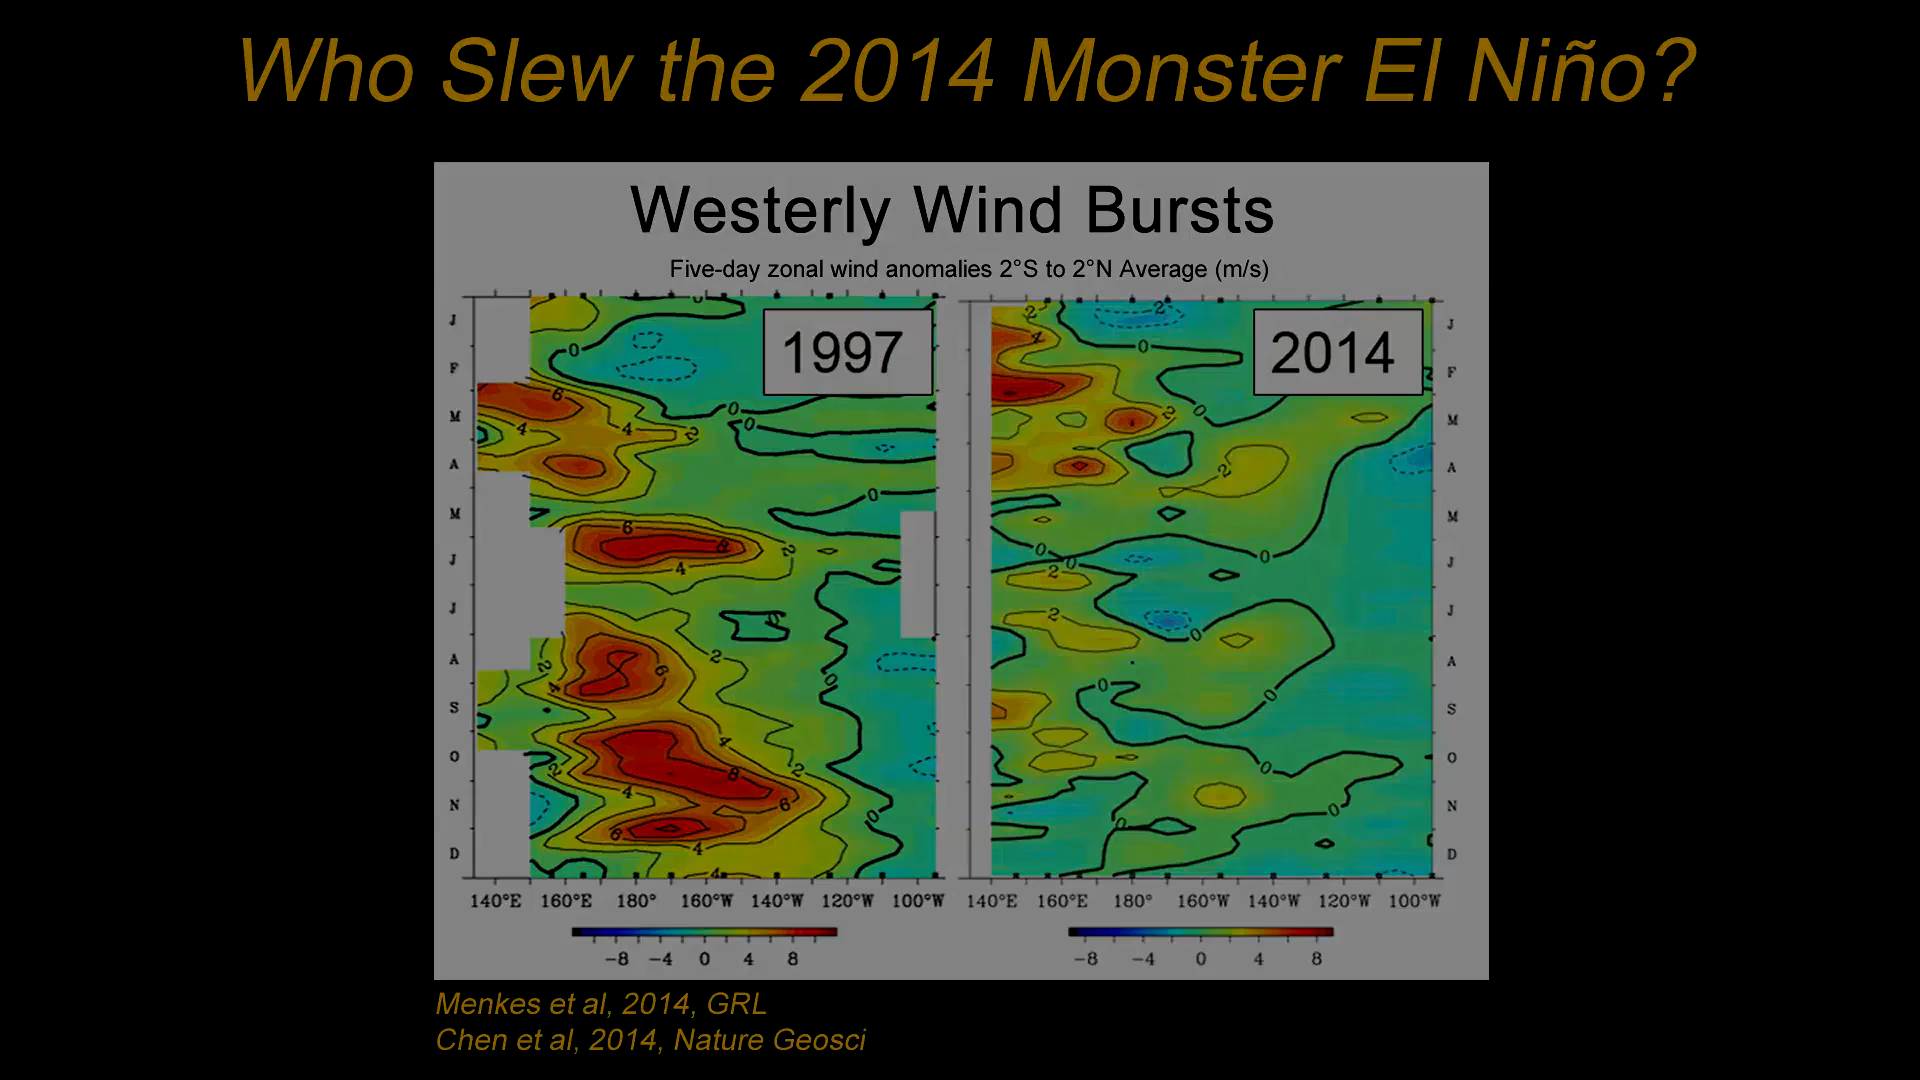 Who Slew the 2014 Monster El Niño?
Westerly Wind Bursts
Five-day zonal wind anomalies 2°S to 2°N Average (m/s)
1997
2014
J
F
M
A
M
J
J
A
S
O
N
D
J
F
M
A
M
J
J
A
S
O
N
D
140°E 160°E 180° 160°W 140°W 120°W 100°W
140°E 160°E 180° 160°W 140°W 120°W 100°W
−8 −4 0 4 8
−8 −4 0 4 8
Menkes et al, 2014, GRL
Chen et al, 2014, Nature Geosci